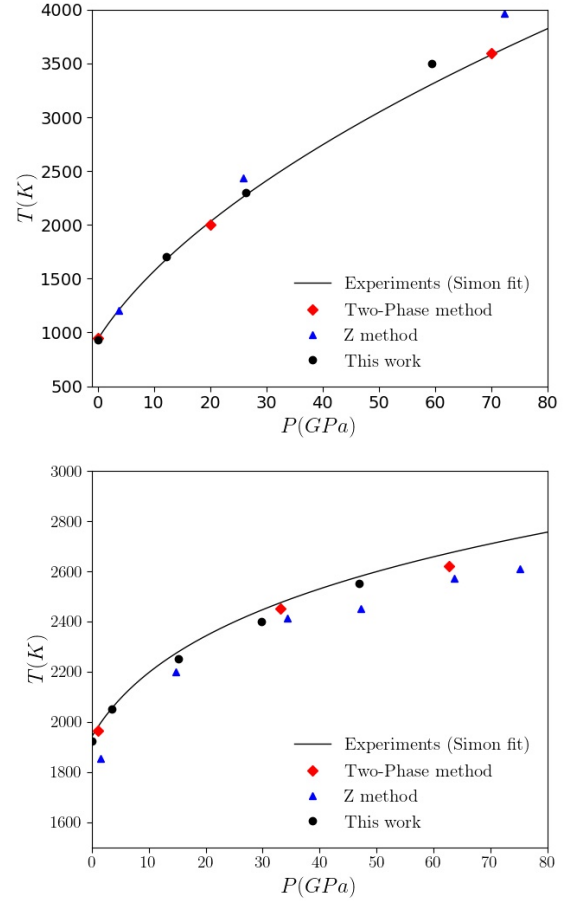 4000
3500
3000
2500
2000
1500
1000
500
T(K)
0 10 20 30 40 50 60 70 80
P(GPa)
Experiments (Simon fit)
Two-Phase method
Z method
This work
3000
2800
2600
2400
2200
2000
1800
1600
T(K)
0 10 20 30 40 50 60 70 80
P(GPa)
Experiments (Simon fit)
Two-Phase method
Z method
This work